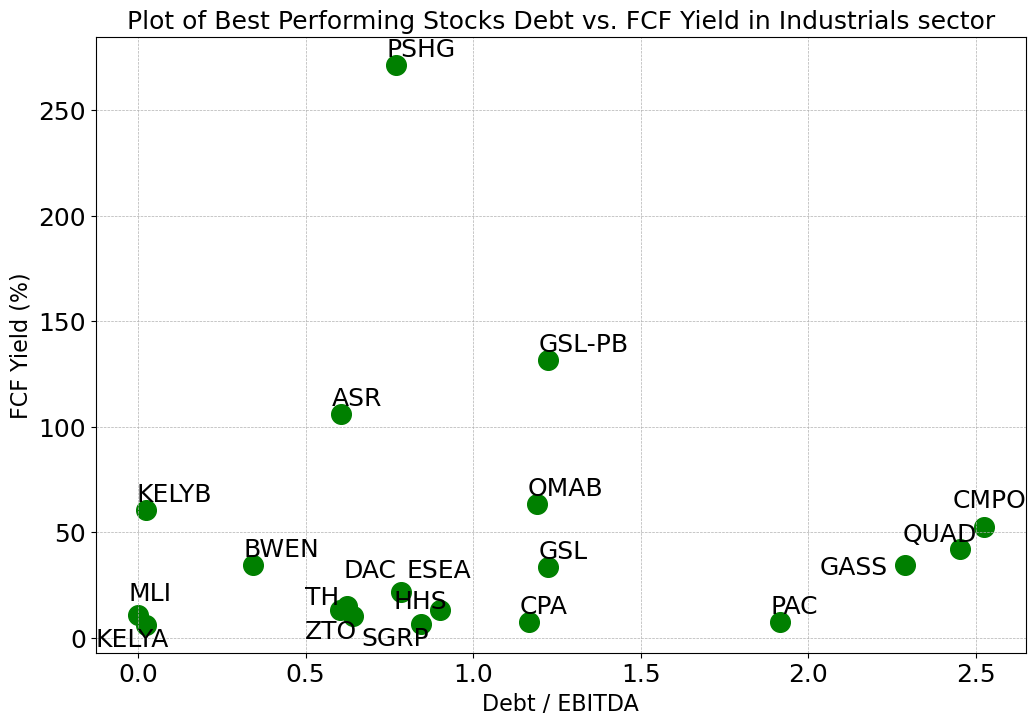 Plot of Best Performing Stocks Debt vs. FCF Yield in Industrials sector
PSHG
250
200
150
GSL-PB
ASR
100
KELYB
OMAB
CMPO
50
QUAD
BWEN
GSL
DAC
ESEA
GASS
MLI
TH
HHS
CPA
PAC
ZTO
SGRP
KELYA
0
FCF Yield (%)
0.0
0.5
1.0
1.5
2.0
2.5
Debt / EBITDA